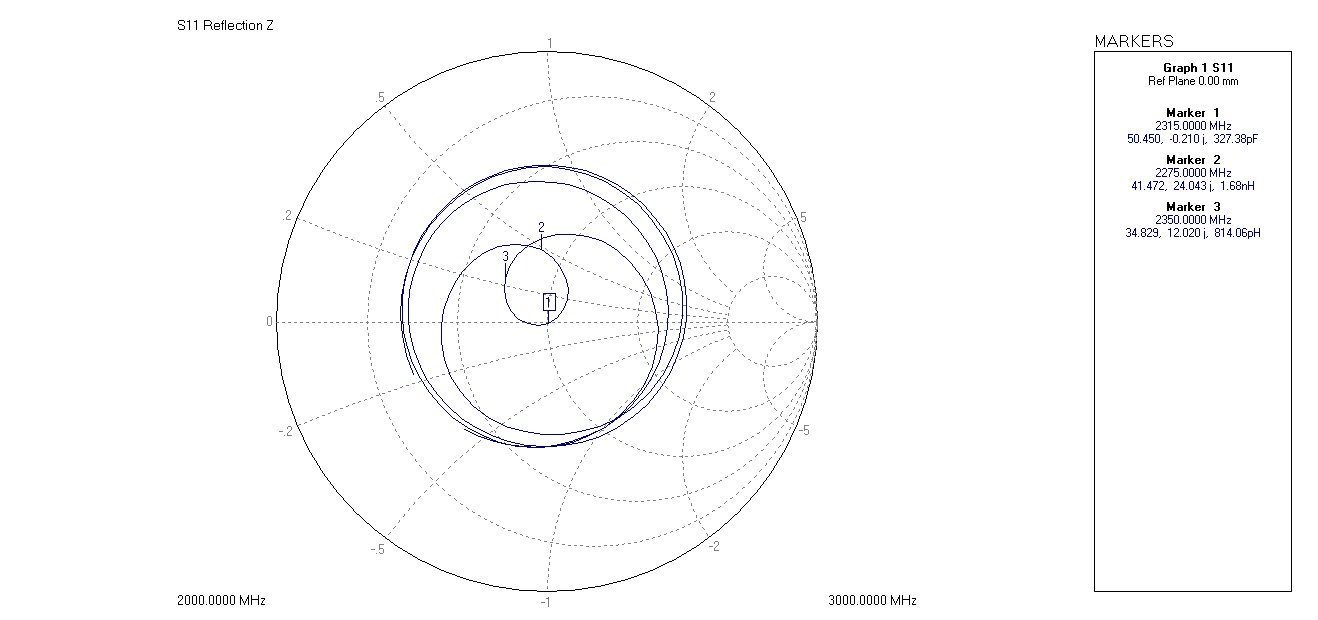 S11 Reflection Z
MARKERS
Graph 1 S11
Ref Plane 0.00 mm
Marker 1
2315.0000 MHz
50.450, -0.210 j, 327.38pF
Marker 2
2275.0000 MHz
41.472, 24.043 j, 1.68nH
Marker 3
2350.0000 MHz
34.829, 12.020 j, 814.06pH
1
.5
2
.2
5
2
3
1
0
-.2
-5
-.5
-2
-1
2000.0000 MHz
3000.0000 MHz